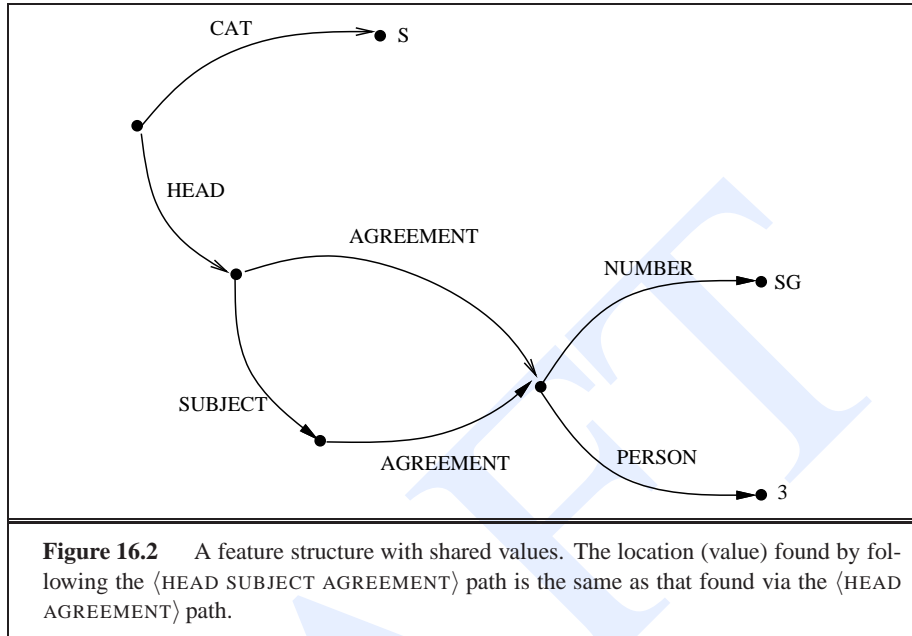 CAT
S
HEAD
AGREEMENT
NUMBER
SG
SUBJECT
AGREEMENT
PERSON
3
Figure 16.2 A feature structure with shared values. The location (value) found by fol-
lowing the ⟨HEAD SUBJECT AGREEMENT⟩ path is the same as that found via the ⟨HEAD
AGREEMENT⟩ path.